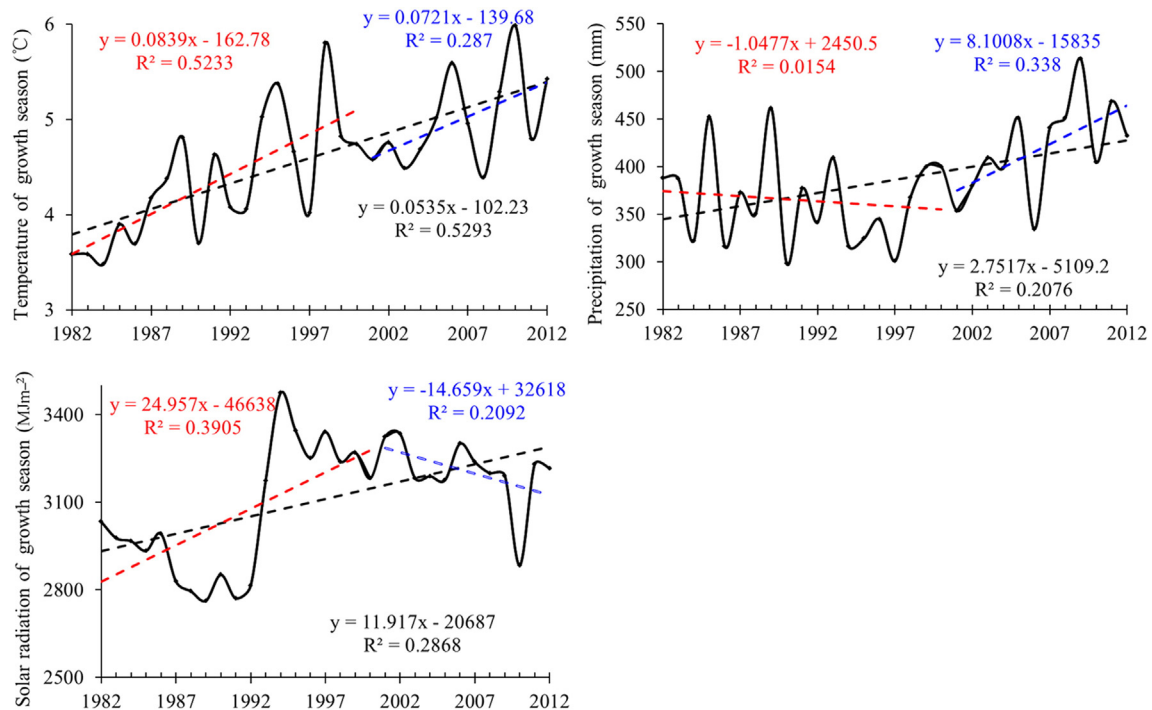 Temperature of growth season (℃)
6
5
4
3
y = 0.0839x - 162.78
R² = 0.5233
y = 0.0721x - 139.68
R² = 0.287
y = 0.0535x - 102.23
R² = 0.5293
1982 1987 1992 1997 2002 2007 2012
Precipitation of growth season (mm)
550
500
450
400
350
300
250
y = -1.0477x + 2450.5
R² = 0.0154
y = 8.1008x - 15835
R² = 0.338
y = 2.7517x - 5109.2
R² = 0.2076
1982 1987 1992 1997 2002 2007 2012
Solar radiation of growth season (MJm–²)
3400
3100
2800
2500
y = 24.957x - 46638
R² = 0.3905
y = -14.659x + 32618
R² = 0.2092
y = 11.917x - 20687
R² = 0.2868
1982 1987 1992 1997 2002 2007 2012